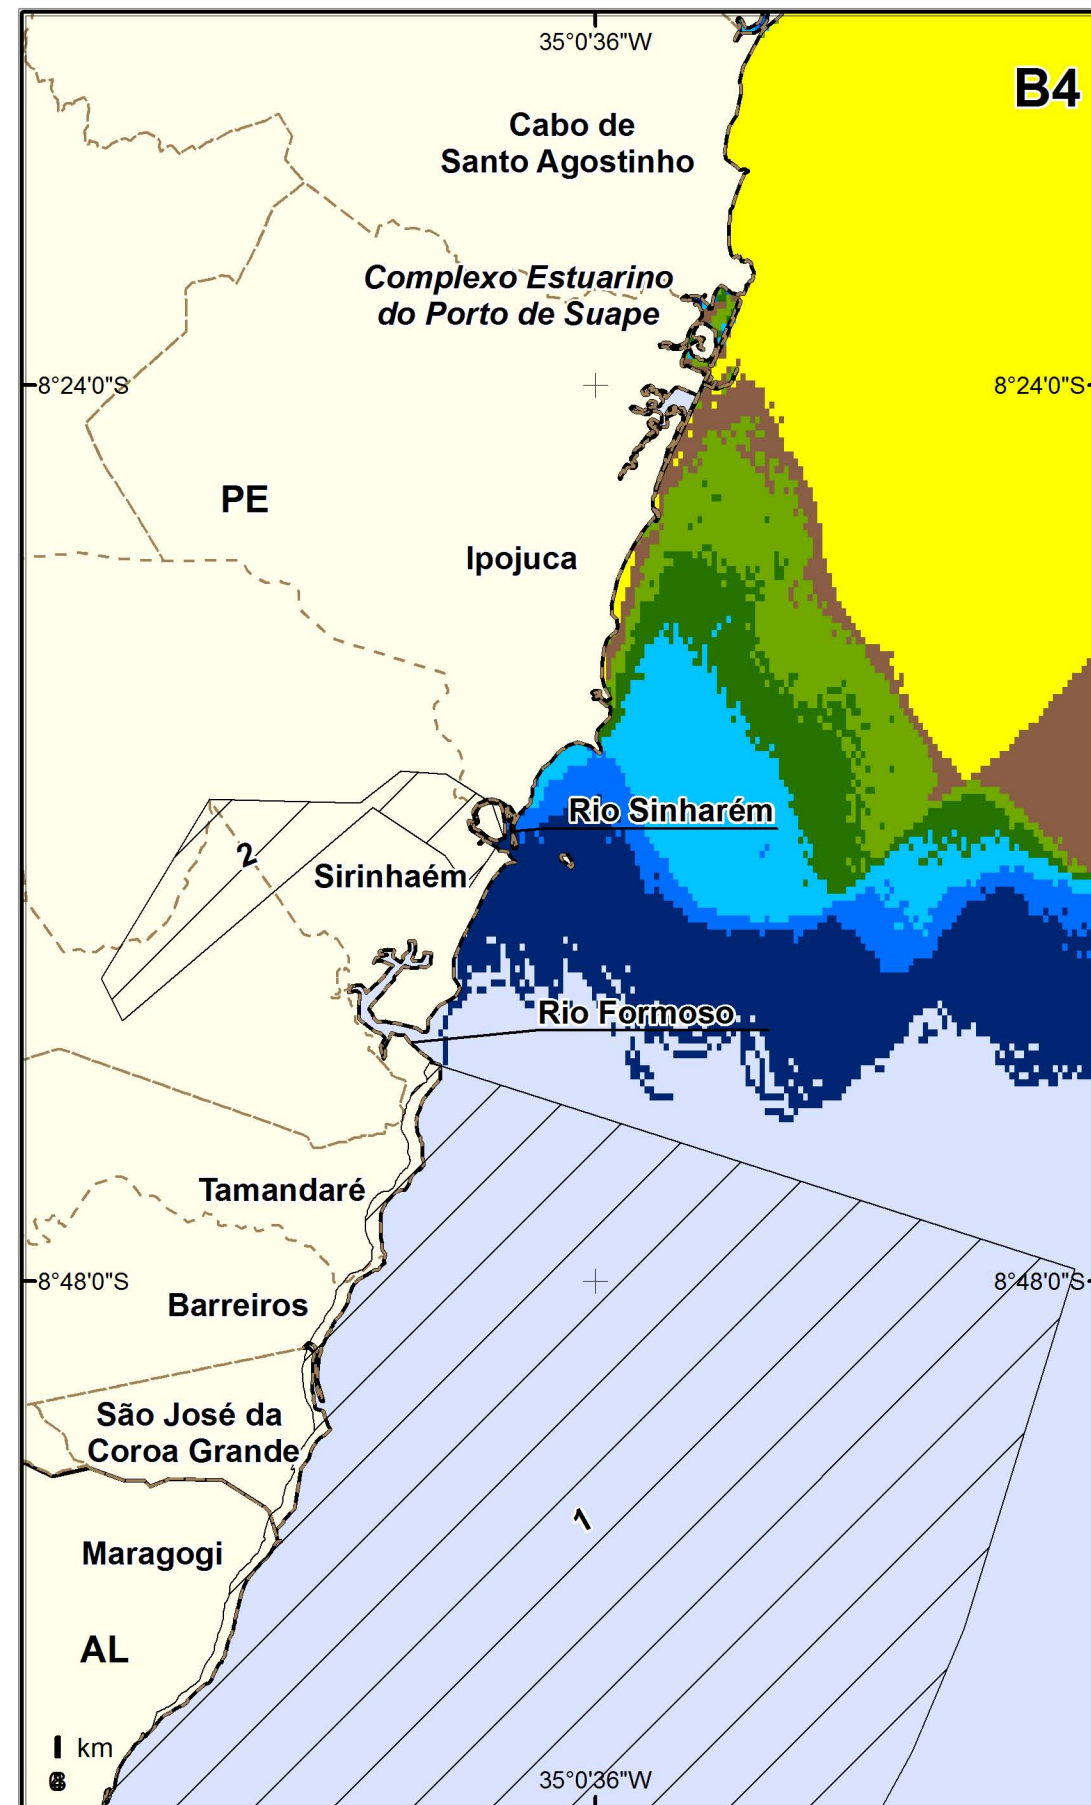 35°0'36"W
B4
Cabo de
Santo Agostinho
Complexo Estuarino
do Porto de Suape
8°24'0"S
8°24'0"S
PE
Ipojuca
Rio Sinharém
2
Sirinhaém
Rio Formoso
Tamandaré
8°48'0"S
8°48'0"S
Barreiros
São José da
Coroa Grande
1
Maragogi
AL
km
35°0'36"W